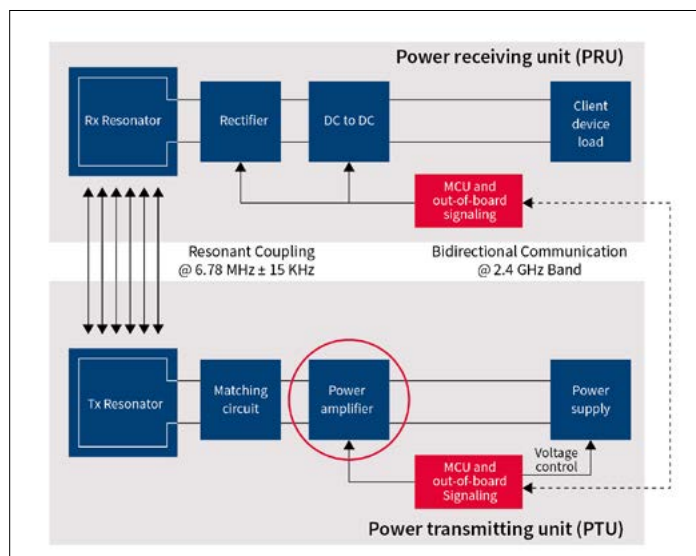 Power receiving unit (PRU)
Rx Resonator
Rectifier
DC to DC
Client
device
load
MCU and
out-of-board
signaling
Resonant Coupling
@ 6.78 MHz ± 15 KHz
Bidirectional Communication
@ 2.4 GHz Band
Tx Resonator
Matching
circuit
Power
amplifier
Power
supply
Voltage
control
MCU and
out-of-board
Signaling
Power transmitting unit (PTU)